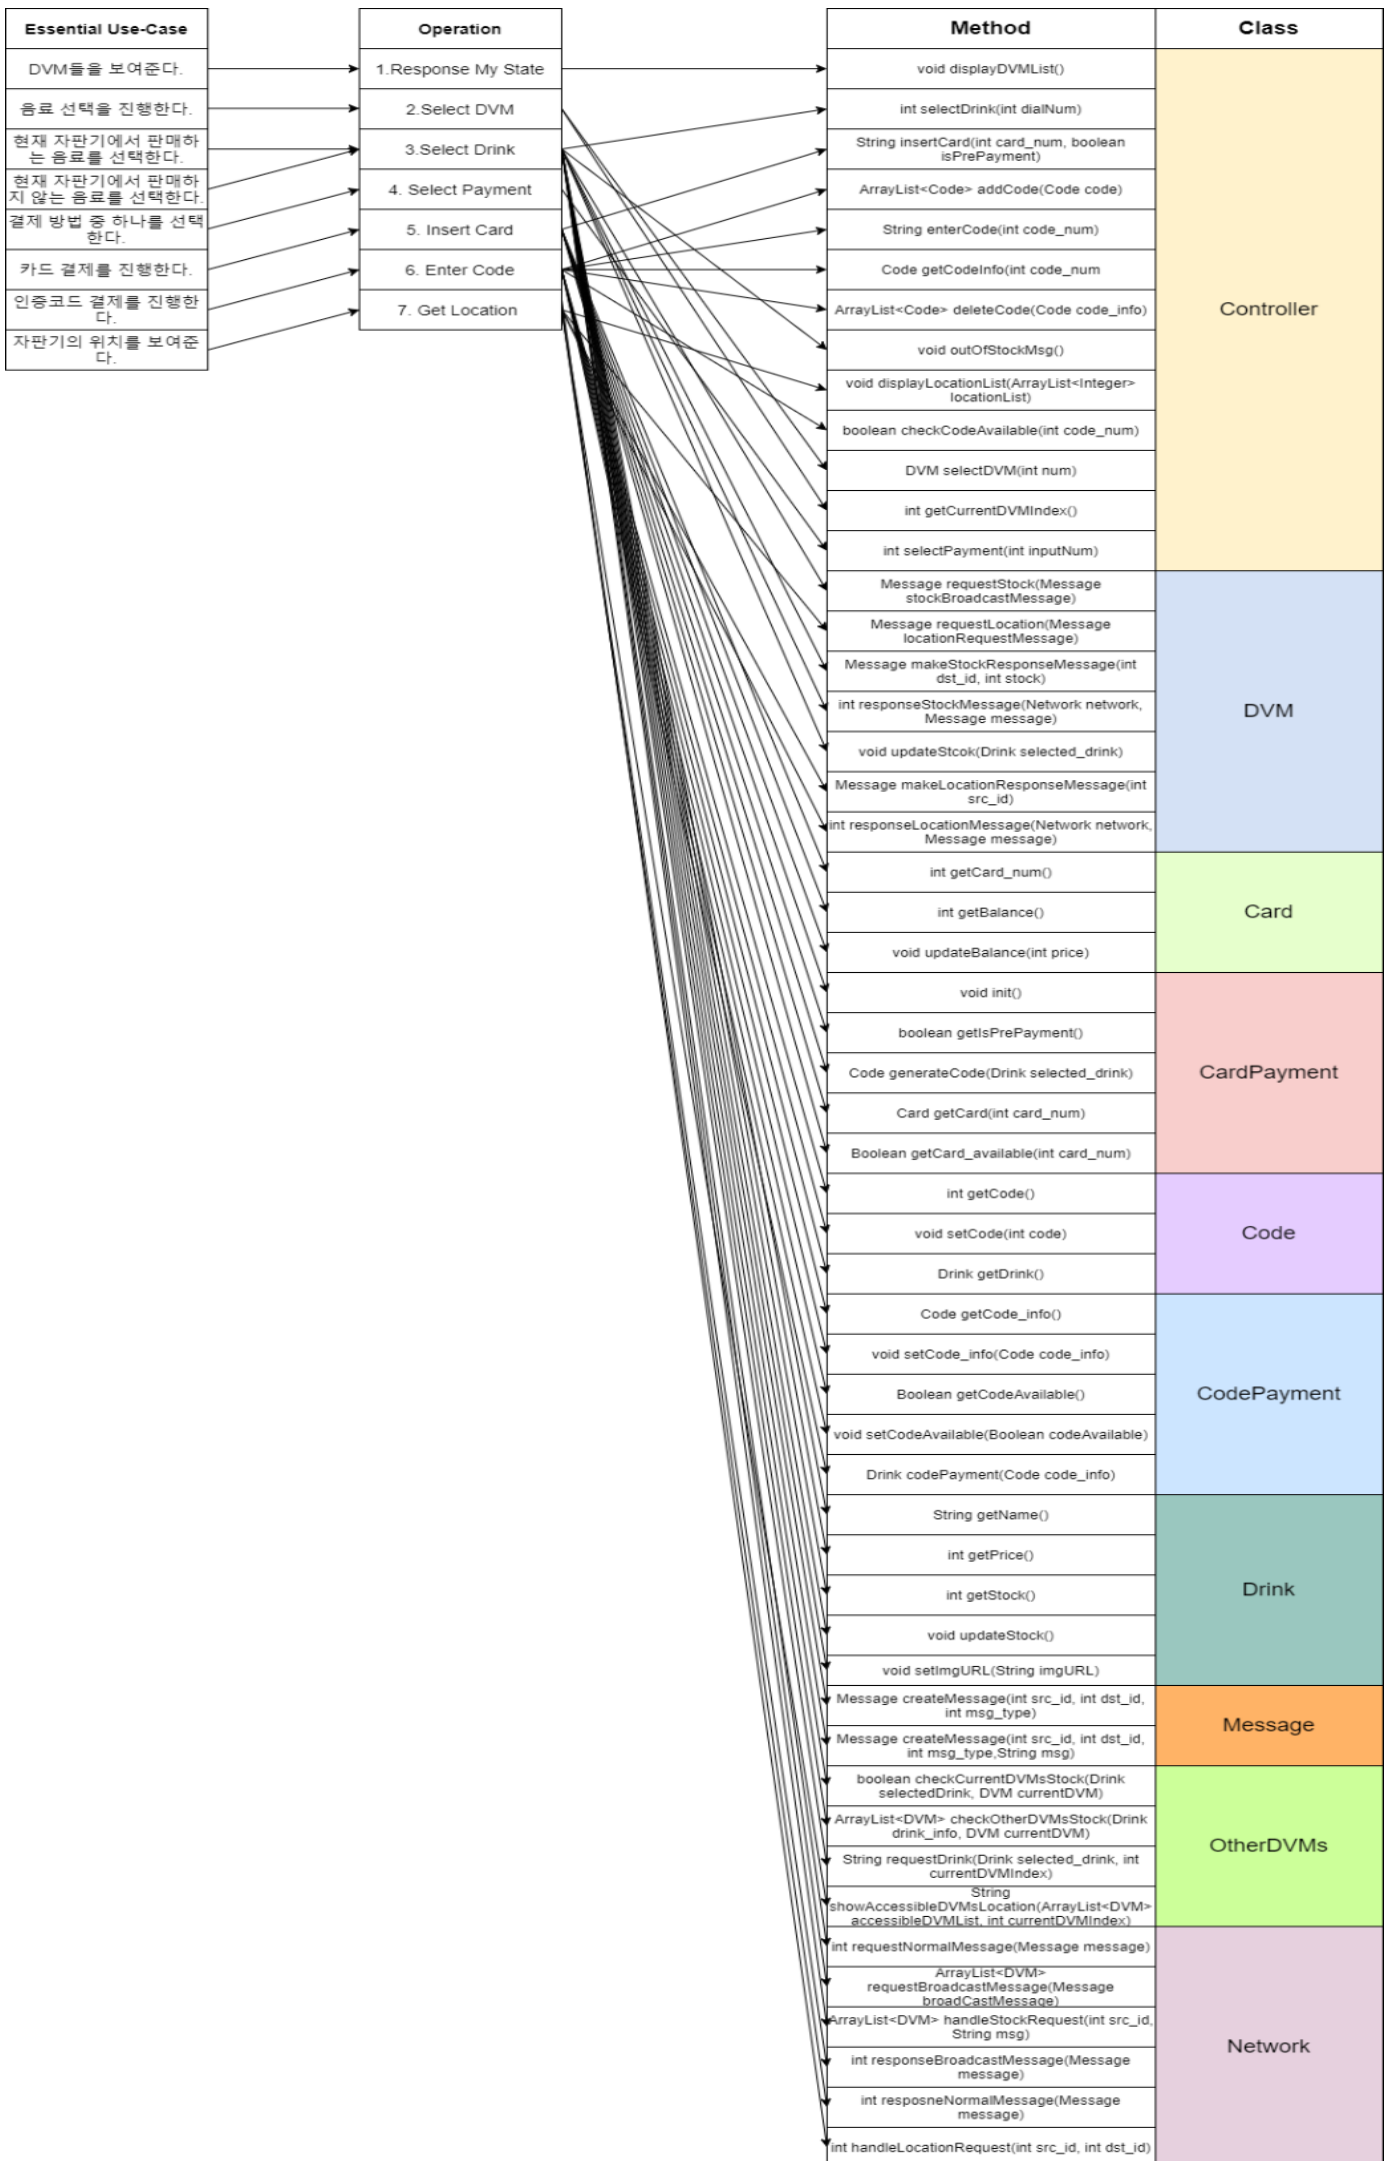 Essential Use-Case
DVM들을 보여준다.
음료 선택을 진행한다.
현재 자판기에서 판매하
는 음료를 선택한다.
현재 자판기에서 판매하
지 않는 음료를 선택한다.
결제 방법 중 하나를 선택
한다.
카드 결제를 진행한다.
인증코드 결제를 진행한
다.
자판기의 위치를 보여준
다.
Operation
1.Response My State
2.Select DVM
3.Select Drink
4. Select Payment
5. Insert Card
6. Enter Code
7. Get Location
Method
void displayDVMList()
int selectDrink(int dialNum)
String insertCard(int card_num, boolean
isPrePayment)
ArrayList<Code> addCode(Code code)
String enterCode(int code_num)
Code getCodeInfo(int code_num
ArrayList<Code> deleteCode(Code code_info)
void outOfStockMsg()
void displayLocationList(ArrayList<Integer>
locationList)
boolean checkCodeAvailable(int code_num)
DVM selectDVM(int num)
int getCurrentDVMIndex()
int selectPayment(int inputNum)
Message requestStock(Message
stockBroadcastMessage)
Message requestLocation(Message
locationRequestMessage)
Message makeStockResponseMessage(int
dst_id, int stock)
int responseStockMessage(Network network,
Message message)
void updateStcok(Drink selected_drink)
Message makeLocationResponseMessage(int
src_id)
int responseLocationMessage(Network network,
Message message)
int getCard_num()
int getBalance()
void updateBalance(int price)
void init()
boolean getIsPrePayment()
Code generateCode(Drink selected_drink)
Card getCard(int card_num)
Boolean getCard_available(int card_num)
int getCode()
void setCode(int code)
Drink getDrink()
Code getCode_info()
void setCode_info(Code code_info)
Boolean getCodeAvailable()
void setCodeAvailable(Boolean codeAvailable)
Drink codePayment(Code code_info)
String getName()
int getPrice()
int getStock()
void updateStock()
void setImgURL(String imgURL)
Message createMessage(int src_id, int dst_id,
int msg_type)
Message createMessage(int src_id, int dst_id,
int msg_type,String msg)
boolean checkCurrentDVMsStock(Drink
selectedDrink, DVM currentDVM)
ArrayList<DVM> checkOtherDVMsStock(Drink
drink_info, DVM currentDVM)
String requestDrink(Drink selected_drink, int
currentDVMIndex)
String
showAccessibleDVMsLocation(ArrayList<DVM>
accessibleDVMList, int currentDVMIndex)
int requestNormalMessage(Message message)
ArrayList<DVM>
requestBroadcastMessage(Message
broadCastMessage)
ArrayList<DVM> handleStockRequest(int src_id,
String msg)
int responseBroadcastMessage(Message
message)
int resposneNormalMessage(Message
message)
int handleLocationRequest(int src_id, int dst_id)
Class
Controller
DVM
Card
CardPayment
Code
CodePayment
Drink
Message
OtherDVMs
Network